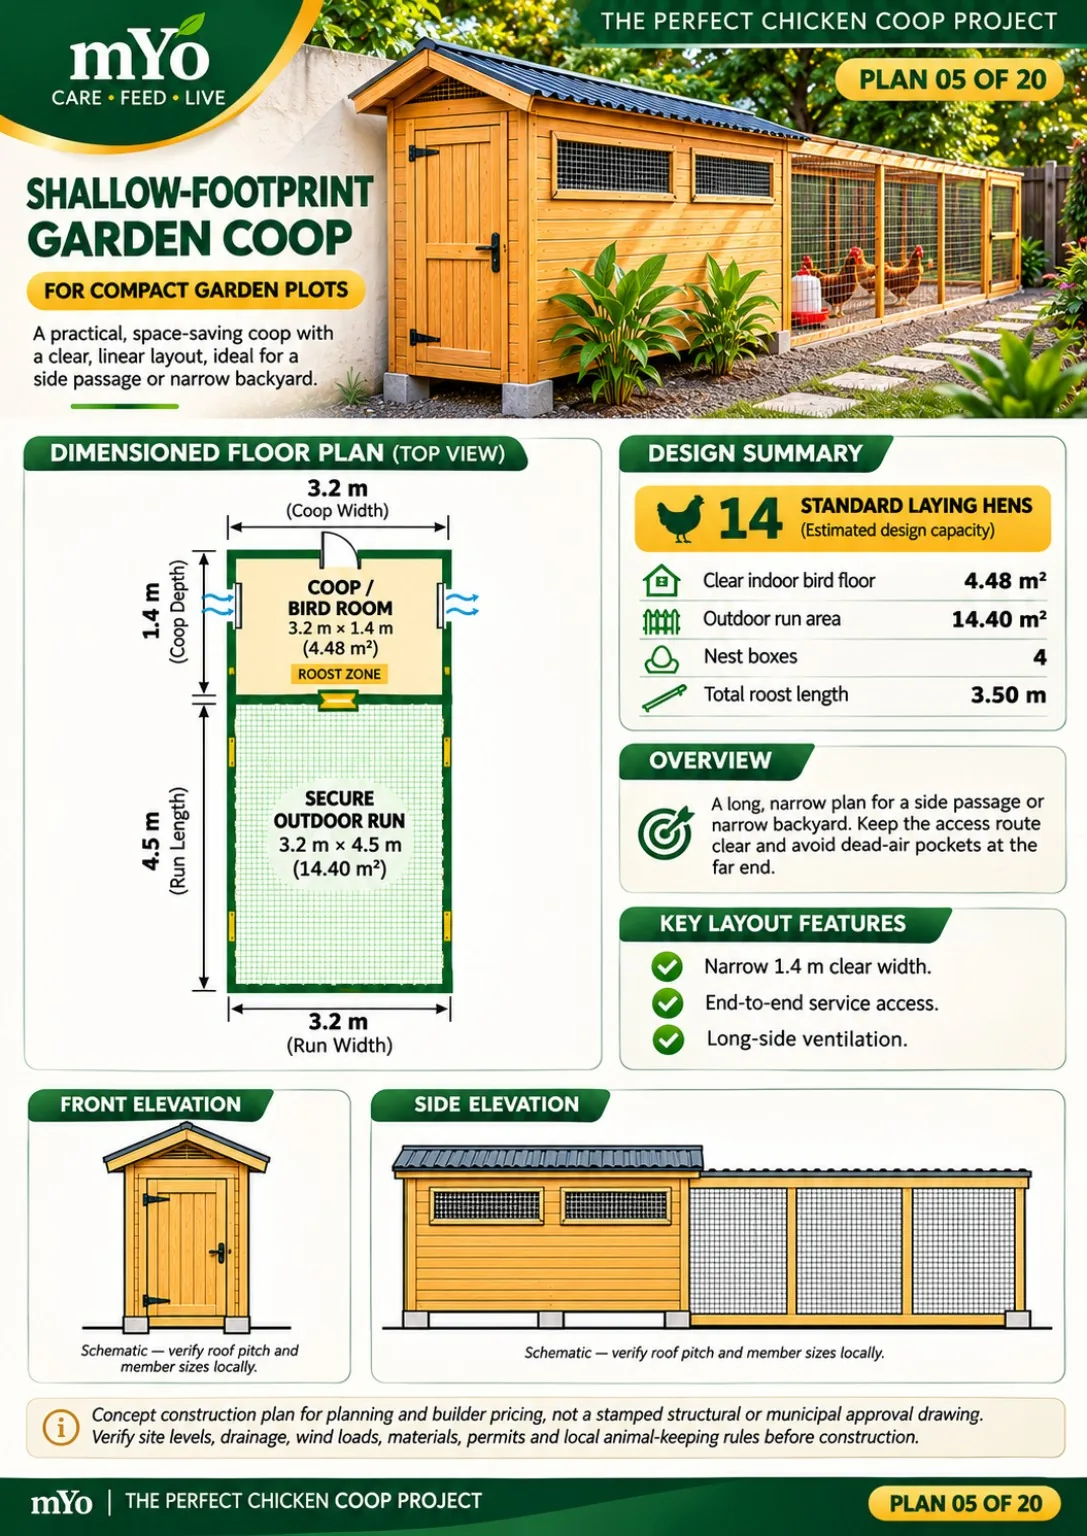 mYo
CARE • FEED • LIVE
THE PERFECT CHICKEN COOP PROJECT
PLAN 05 OF 20
SHALLOW-FOOTPRINT
GARDEN COOP
FOR COMPACT GARDEN PLOTS
A practical, space-saving coop with
a clear, linear layout, ideal for a
side passage or narrow backyard.
DIMENSIONED FLOOR PLAN (TOP VIEW)
3.2 m
(Coop Width)
1.4 m
(Coop Depth)
COOP /
BIRD ROOM
3.2 m × 1.4 m
(4.48 m²)
ROOST ZONE
4.5 m
(Run Length)
SECURE
OUTDOOR RUN
3.2 m × 4.5 m
(14.40 m²)
3.2 m
(Run Width)
DESIGN SUMMARY
14
STANDARD LAYING HENS
(Estimated design capacity)
Clear indoor bird floor 4.48 m²
Outdoor run area 14.40 m²
Nest boxes 4
Total roost length 3.50 m
OVERVIEW
A long, narrow plan for a side passage or
narrow backyard. Keep the access route
clear and avoid dead-air pockets at the
far end.
KEY LAYOUT FEATURES
Narrow 1.4 m clear width.
End-to-end service access.
Long-side ventilation.
FRONT ELEVATION
Schematic — verify roof pitch and
member sizes locally.
SIDE ELEVATION
Schematic — verify roof pitch and member sizes locally.
Concept construction plan for planning and builder pricing, not a stamped structural or municipal approval drawing.
Verify site levels, drainage, wind loads, materials, permits and local animal-keeping rules before construction.
mYo | THE PERFECT CHICKEN COOP PROJECT
PLAN 05 OF 20